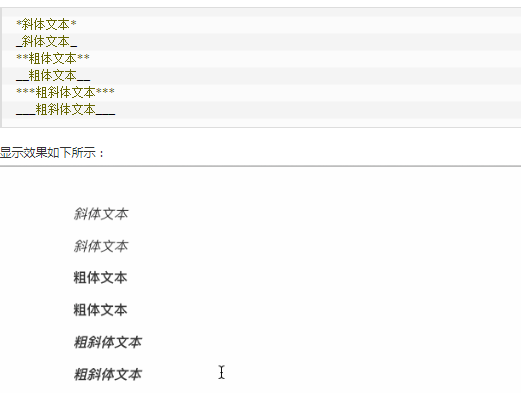 *斜体文本*
_斜体文本_
**粗体文本**
__粗体文本__
***粗斜体文本***
___粗斜体文本___
显示效果如下所示：
斜体文本
斜体文本
粗体文本
粗体文本
粗斜体文本
粗斜体文本